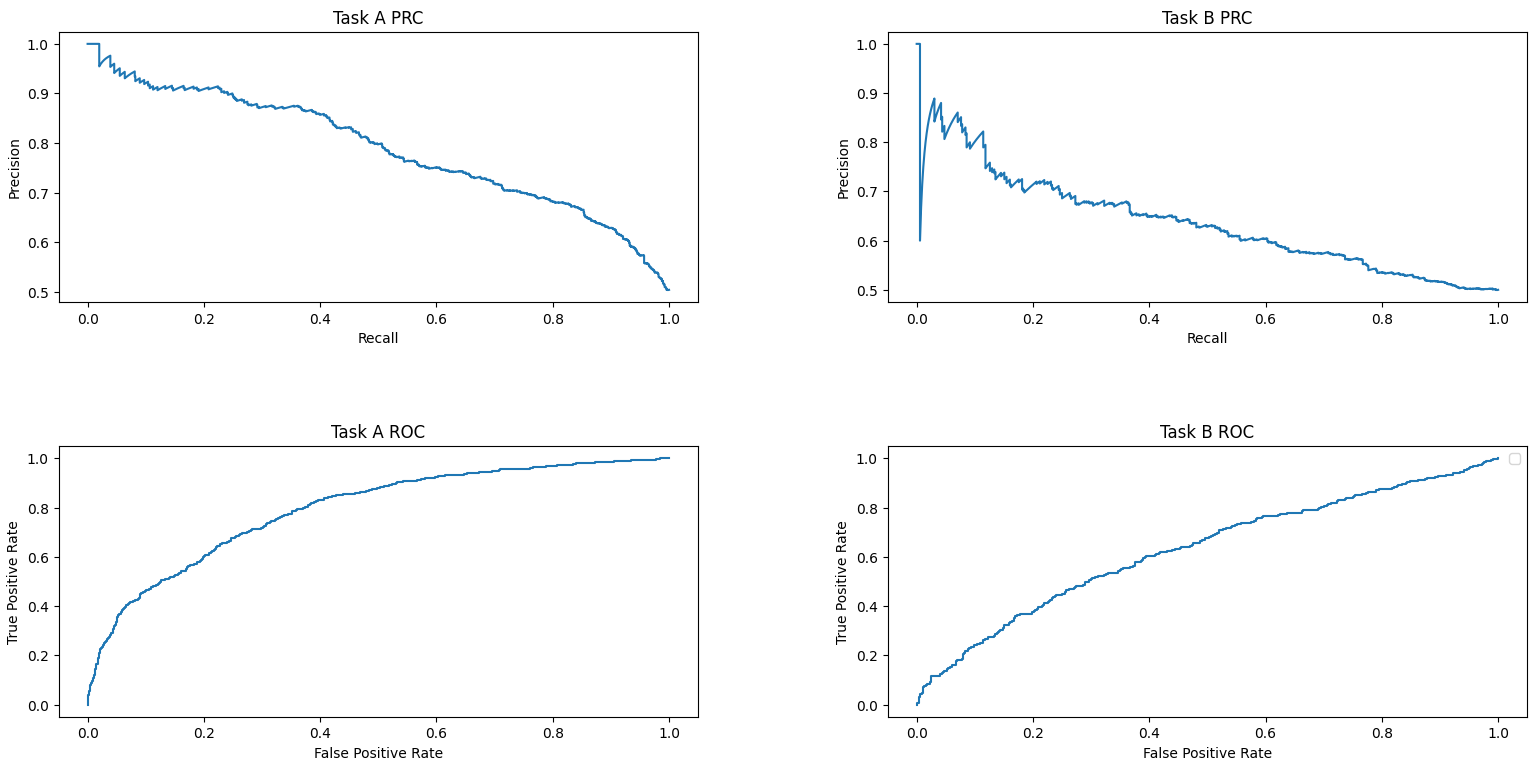 Task A PRC
1.0
0.9
0.8
0.7
0.6
0.5
Precision
0.0 0.2 0.4 0.6 0.8 1.0
Recall
Task B PRC
1.0
0.9
0.8
0.7
0.6
0.5
Precision
0.0 0.2 0.4 0.6 0.8 1.0
Recall
Task A ROC
1.0
0.8
0.6
0.4
0.2
0.0
True Positive Rate
0.0 0.2 0.4 0.6 0.8 1.0
False Positive Rate
Task B ROC
1.0
0.8
0.6
0.4
0.2
0.0
True Positive Rate
0.0 0.2 0.4 0.6 0.8 1.0
False Positive Rate